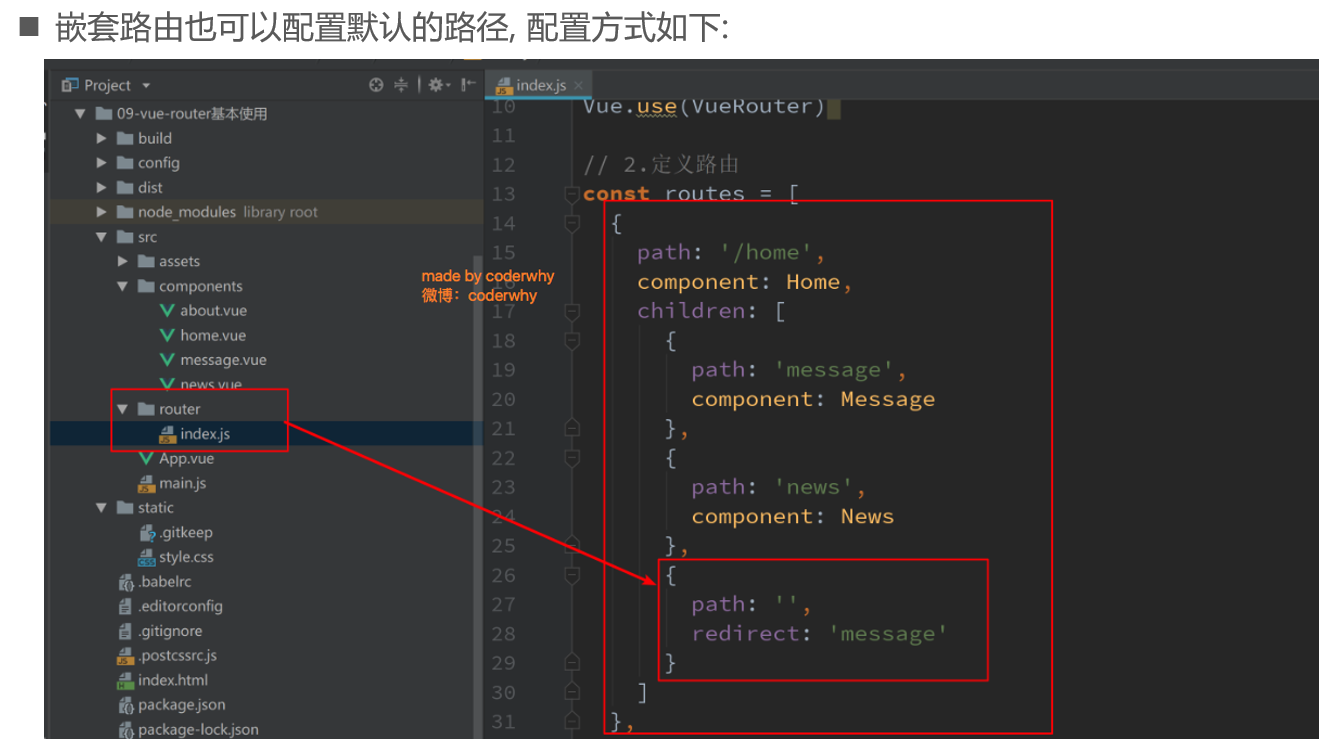 ■ 嵌套路由也可以配置默认的路径, 配置方式如下:
Project
09-vue-router基本使用
build
config
dist
node_modules library root
src
assets
components
about.vue
home.vue
message.vue
news.vue
router
index.js
App.vue
main.js
static
.gitkeep
style.css
.babelrc
.editorconfig
.gitignore
.postcssrc.js
index.html
package.json
package-lock.json
made by coderwhy
微博：coderwhy
index.js
10 Vue.use(VueRouter)
11
12 // 2.定义路由
13 const routes = [
14 {
15 path: '/home',
16 component: Home,
17 children: [
18 {
19 path: 'message',
20 component: Message
21 },
22 {
23 path: 'news',
24 component: News
25 },
26 {
27 path: '',
28 redirect: 'message'
29 }
30 ]
31 },